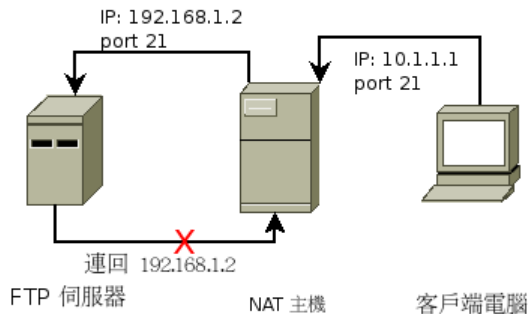 IP: 192.168.1.2
port 21
IP: 10.1.1.1
port 21
連回 192.168.1.2
FTP 伺服器
NAT 主機
客戶端電腦